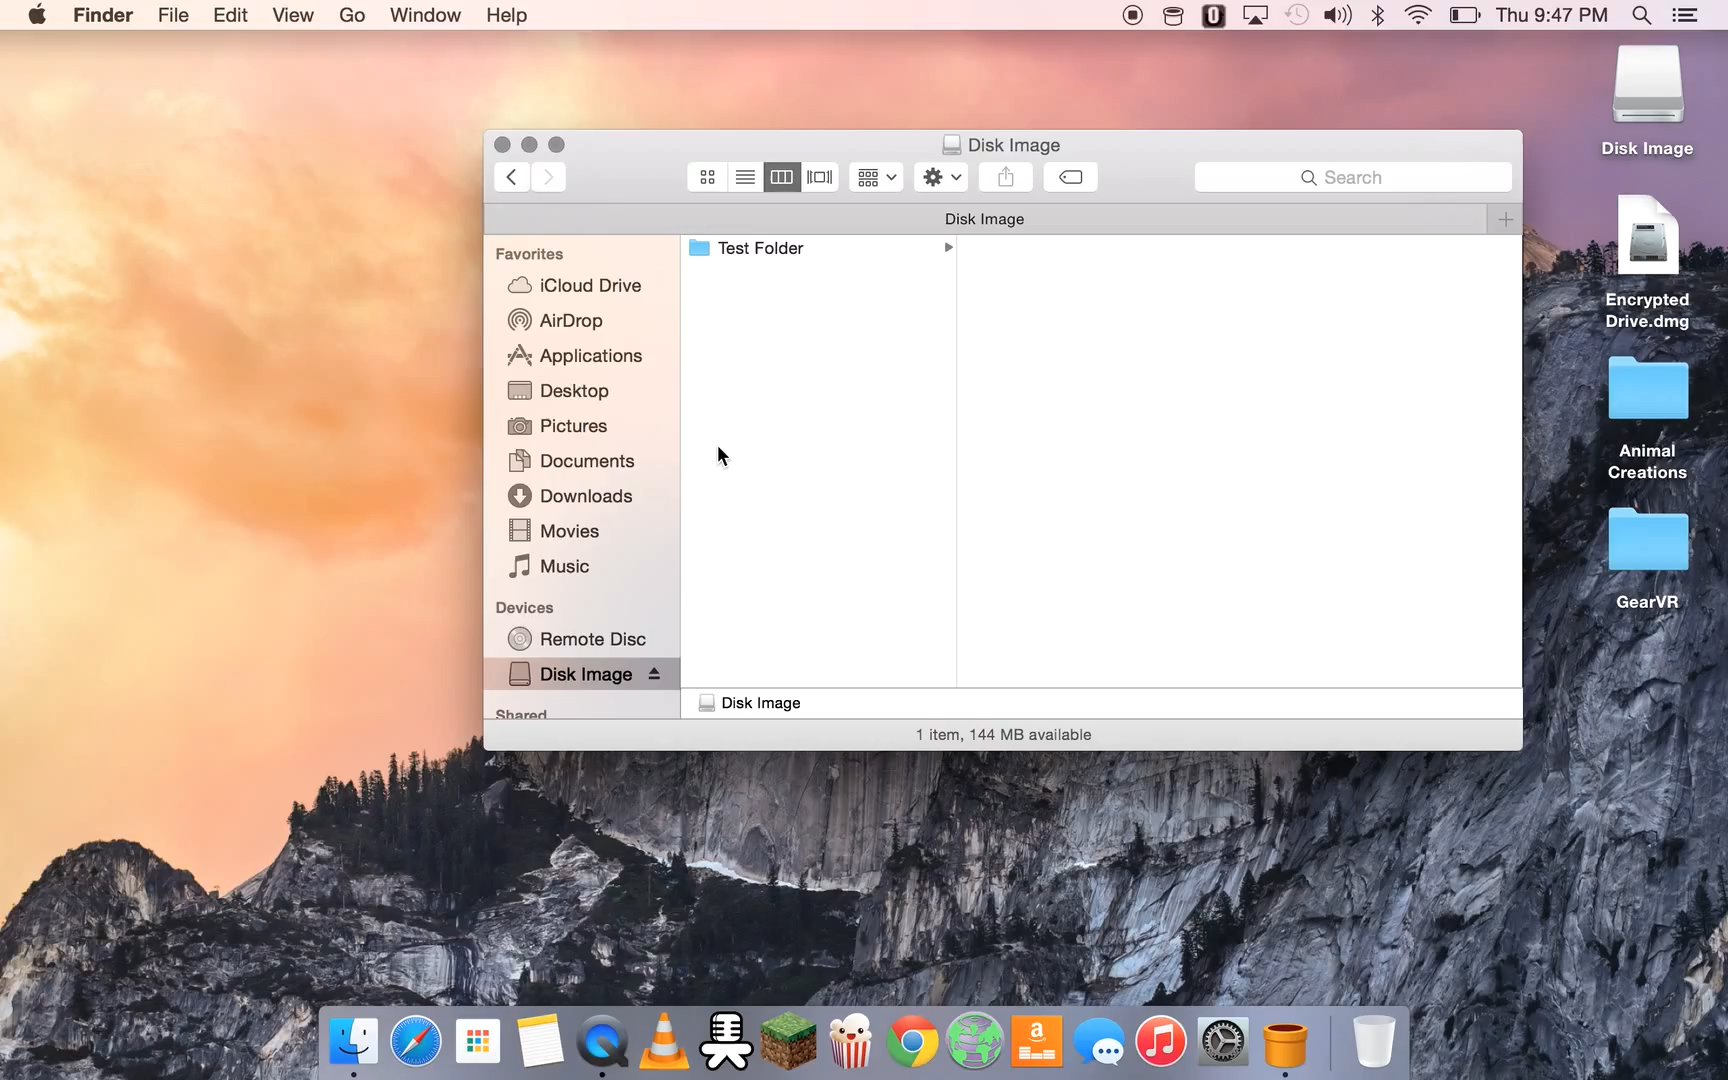 Finder File Edit View Go Window Help
Thu 9:47 PM
Disk Image
Search
Disk Image
Favorites
iCloud Drive
AirDrop
Applications
Desktop
Pictures
Documents
Downloads
Movies
Music
Devices
Remote Disc
Disk Image
Shared
Test Folder
Disk Image
1 item, 144 MB available
Disk Image
Encrypted
Drive.dmg
Animal
Creations
GearVR